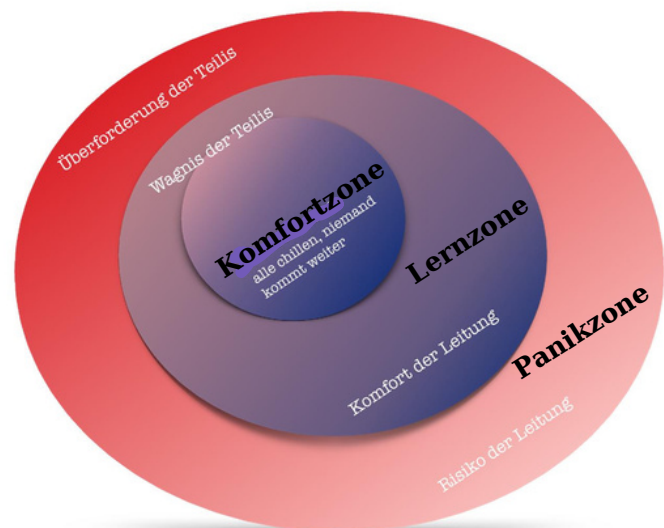 Überforderung der Teilis
Wagnis der Teilis
Komfortzone
alle chillen, niemand
kommt weiter
Lernzone
Komfort der Leitung
Panikzone
Risiko der Leitung